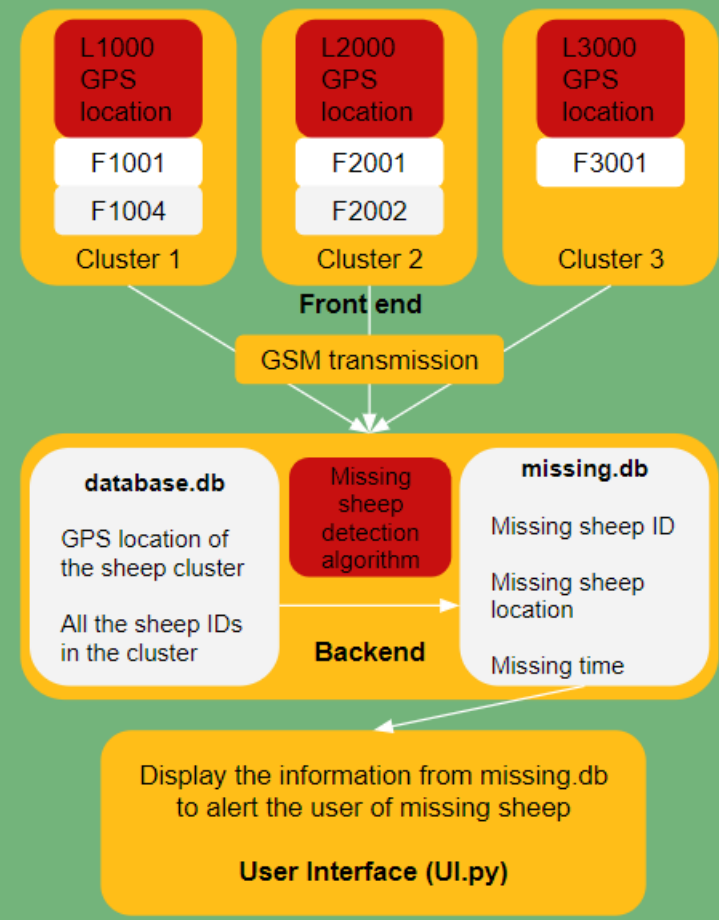 L1000
GPS
location
F1001
F1004
Cluster 1
L2000
GPS
location
F2001
F2002
Cluster 2
L3000
GPS
location
F3001
Cluster 3
Front end
GSM transmission
database.db
GPS location of
the sheep cluster
All the sheep IDs
in the cluster
Missing
sheep
detection
algorithm
Backend
missing.db
Missing sheep ID
Missing sheep
location
Missing time
Display the information from missing.db
to alert the user of missing sheep
User Interface (UI.py)